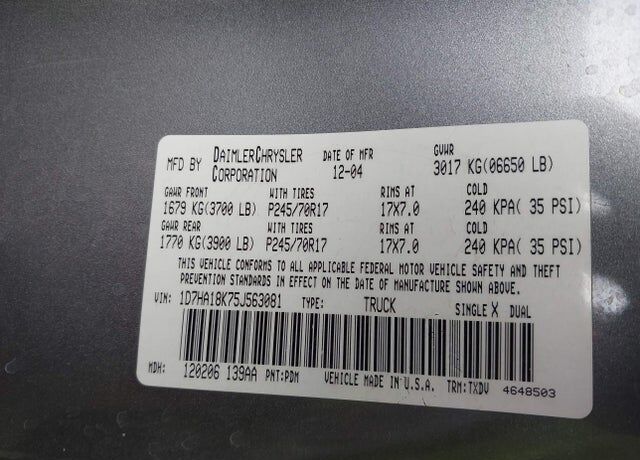 MFD BY DAIMLERCHRYSLER CORPORATION DATE OF MFR 12-04 GVWR 3017 KG(06650 LB)
GAWR FRONT WITH TIRES RIMS AT COLD
1679 KG(3700 LB) P245/70R17 17X7.0 240 KPA( 35 PSI)
GAWR REAR WITH TIRES RIMS AT COLD
1770 KG(3900 LB) P245/70R17 17X7.0 240 KPA( 35 PSI)
THIS VEHICLE CONFORMS TO ALL APPLICABLE FEDERAL MOTOR VEHICLE SAFETY AND THEFT
PREVENTION STANDARDS IN EFFECT ON THE DATE OF MANUFACTURE SHOWN ABOVE.
VIN: 1D7HA18K75J563081 TYPE: TRUCK SINGLE X DUAL
MDH: 120206 139AA PNT:PDM VEHICLE MADE IN U.S.A. TRM:TXDV 4648503